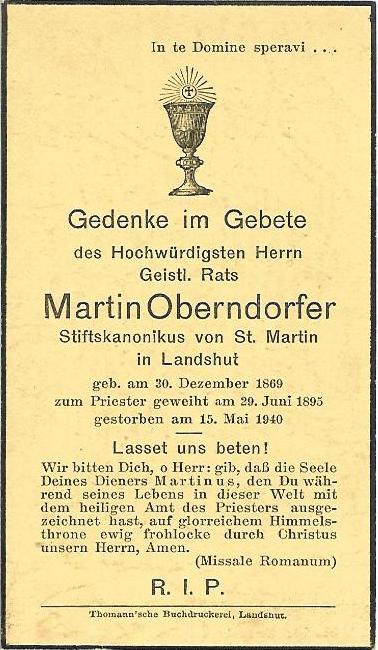 In te Domine speravi . . .
Gedenke im Gebete
des Hochwürdigsten Herrn
Geistl. Rats
Martin Oberndorfer
Stiftskanonikus von St. Martin
in Landshut
geb. am 30. Dezember 1869
zum Priester geweiht am 29. Juni 1895
gestorben am 15. Mai 1940
Lasset uns beten!
Wir bitten Dich, o Herr: gib, daß die Seele
Deines Dieners Martinus, den Du wäh-
rend seines Lebens in dieser Welt mit
dem heiligen Amt des Priesters ausge-
zeichnet hast, auf glorreichem Himmels-
throne ewig frohlocke durch Christus
unsern Herrn, Amen.
(Missale Romanum)
R. I. P.
Thomann'sche Buchdruckerei, Landshut.